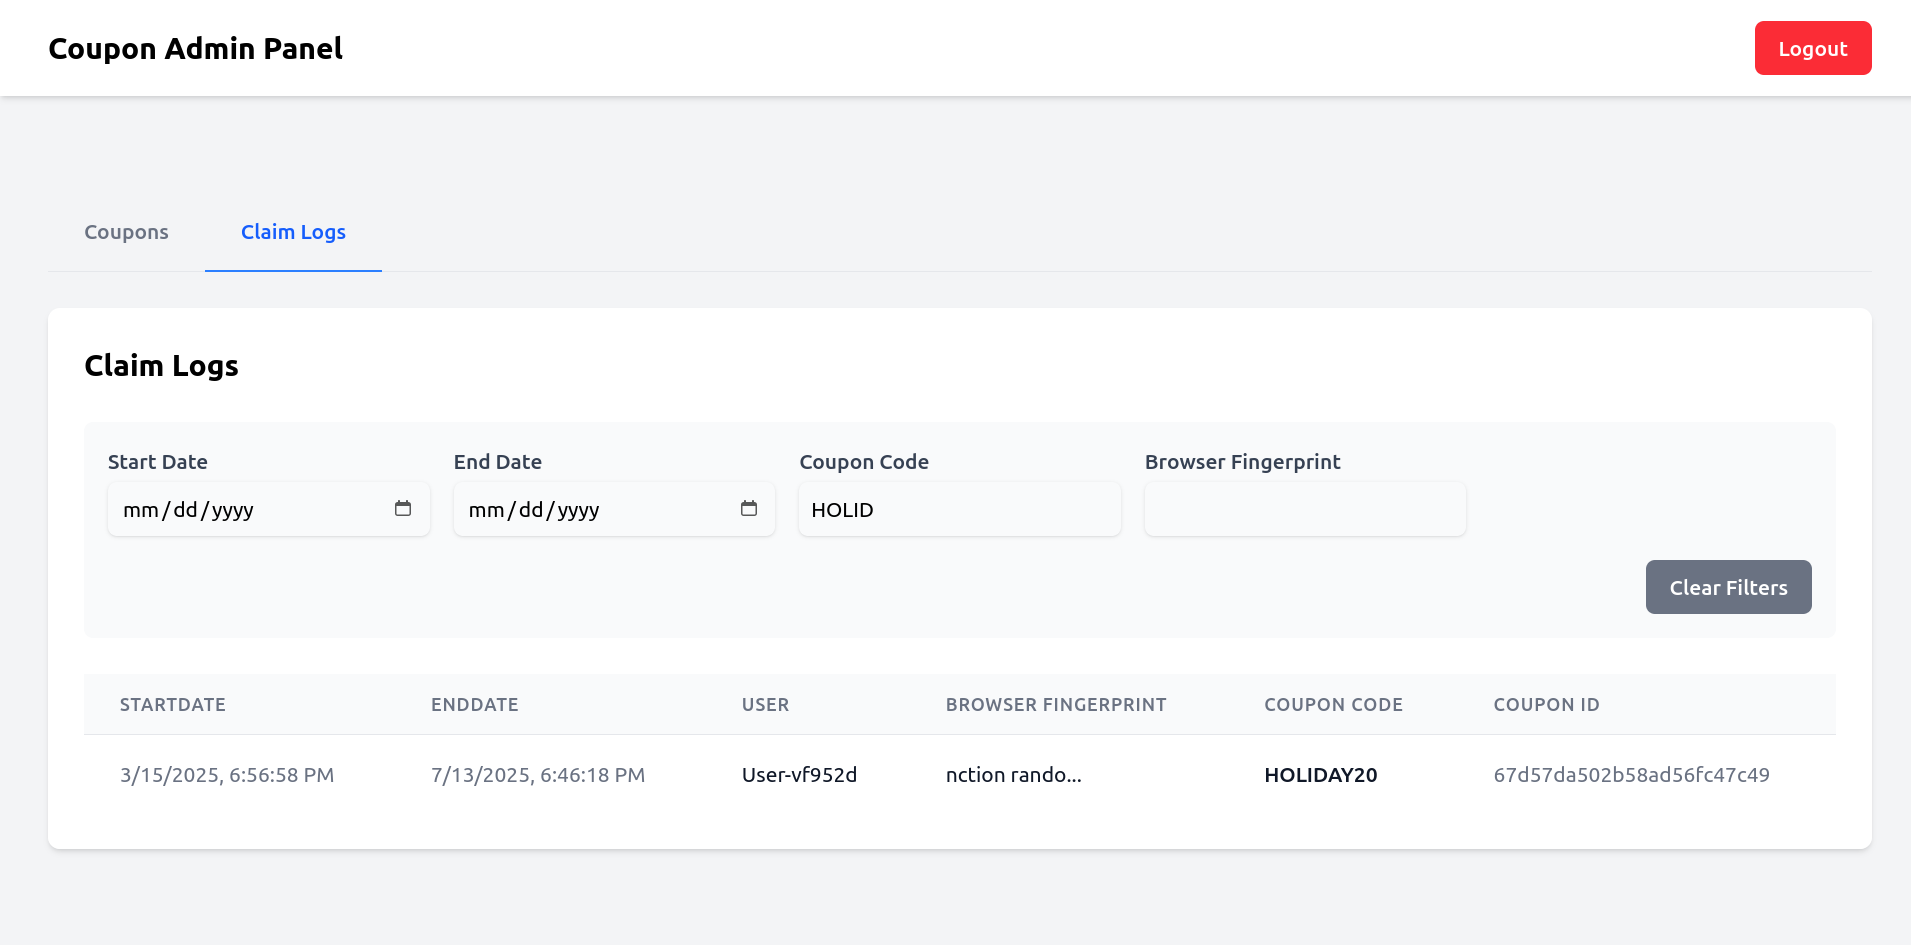 Coupon Admin Panel
Logout
Coupons Claim Logs
Claim Logs
Start Date End Date Coupon Code Browser Fingerprint
mm/dd/yyyy mm/dd/yyyy HOLID
Clear Filters
STARTDATE ENDDATE USER BROWSER FINGERPRINT COUPON CODE COUPON ID
3/15/2025, 6:56:58 PM 7/13/2025, 6:46:18 PM User-vf952d nction rando... HOLIDAY20 67d57da502b58ad56fc47c49